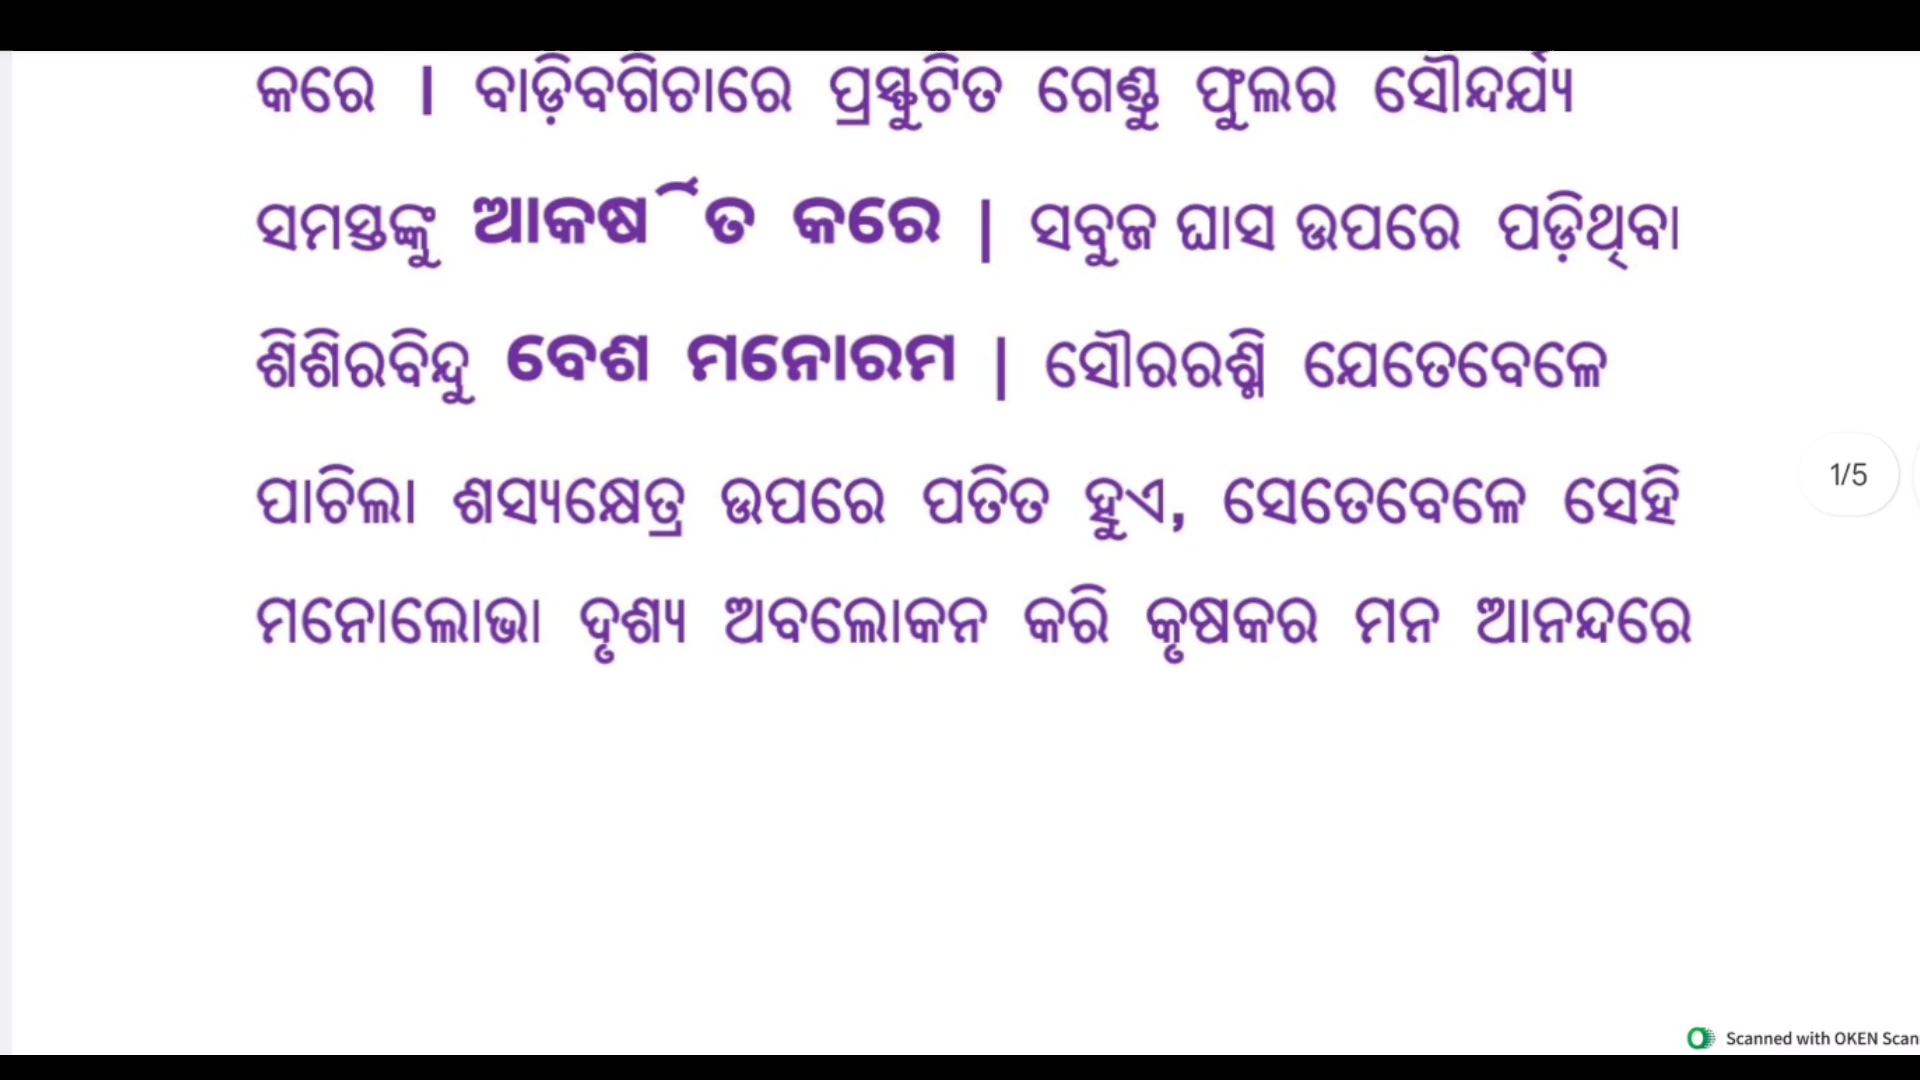 କରେ | ବାଡ଼ିବଗିଚାରେ ପ୍ରସ୍ଫୁଟିତ ଗେଣ୍ଡୁ ଫୁଲର ସୌନ୍ଦର୍ଯ୍ୟ
ସମସ୍ତଙ୍କୁ ଆକର୍ଷିତ କରେ | ସବୁଜ ଘାସ ଉପରେ ପଡ଼ିଥିବା
ଶିଶିରବିନ୍ଦୁ ବେଶ ମନୋରମ | ସୌରରଶ୍ମି ଯେତେବେଳେ
ପାଚିଲା ଶସ୍ୟକ୍ଷେତ୍ର ଉପରେ ପତିତ ହୁଏ, ସେତେବେଳେ ସେହି
1/5
ମନୋଲୋଭା ଦୃଶ୍ୟ ଅବଲୋକନ କରି କୃଷକର ମନ ଆନନ୍ଦରେ
Scanned with OKEN Scan